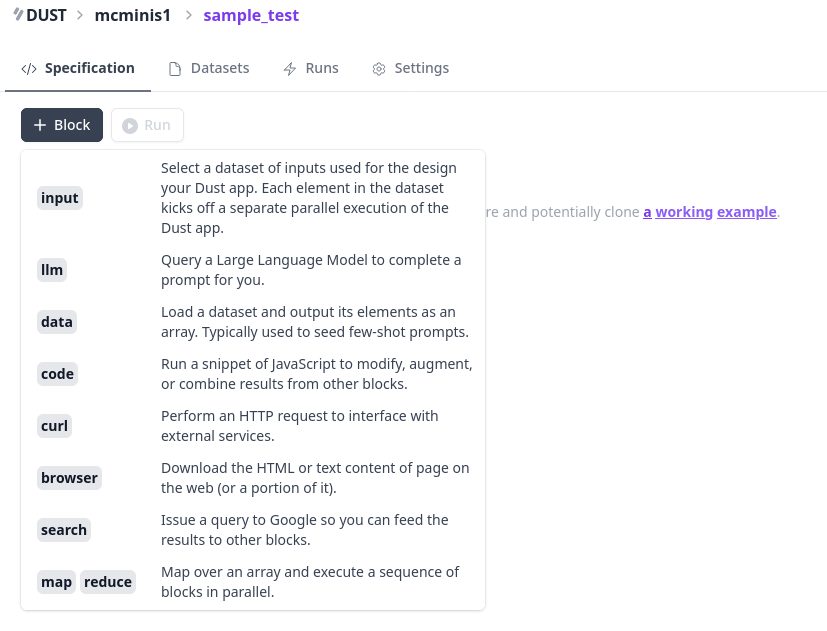 DUST > mcminis1 > sample_test
</> Specification Datasets Runs Settings
+ Block Run
input Select a dataset of inputs used for the design
your Dust app. Each element in the dataset
kicks off a separate parallel execution of the
Dust app.
re and potentially clone a working example.
llm Query a Large Language Model to complete a
prompt for you.
data Load a dataset and output its elements as an
array. Typically used to seed few-shot prompts.
code Run a snippet of JavaScript to modify, augment,
or combine results from other blocks.
curl Perform an HTTP request to interface with
external services.
browser Download the HTML or text content of page on
the web (or a portion of it).
search Issue a query to Google so you can feed the
results to other blocks.
map reduce Map over an array and execute a sequence of
blocks in parallel.